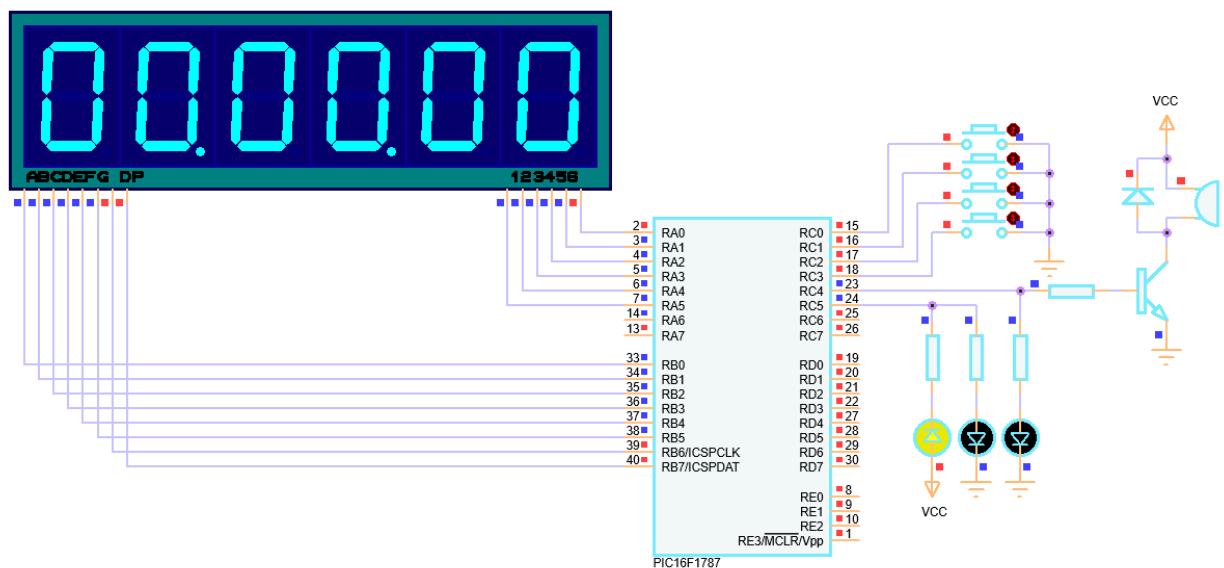 00.00.00
ABCDEFG DP
123456
VCC
2 RA0 RC0 15
3 RA1 RC1 16
4 RA2 RC2 17
5 RA3 RC3 18
6 RA4 RC4 23
7 RA5 RC5 24
14 RA6 RC6 25
13 RA7 RC7 26
33 RB0 RD0 19
34 RB1 RD1 20
35 RB2 RD2 21
36 RB3 RD3 22
37 RB4 RD4 27
38 RB5 RD5 28
39 RB6/ICSPCLK RD6 29
40 RB7/ICSPDAT RD7 30
RE0 8
RE1 9
RE2 10
RE3/MCLR/Vpp 1
PIC16F1787
VCC